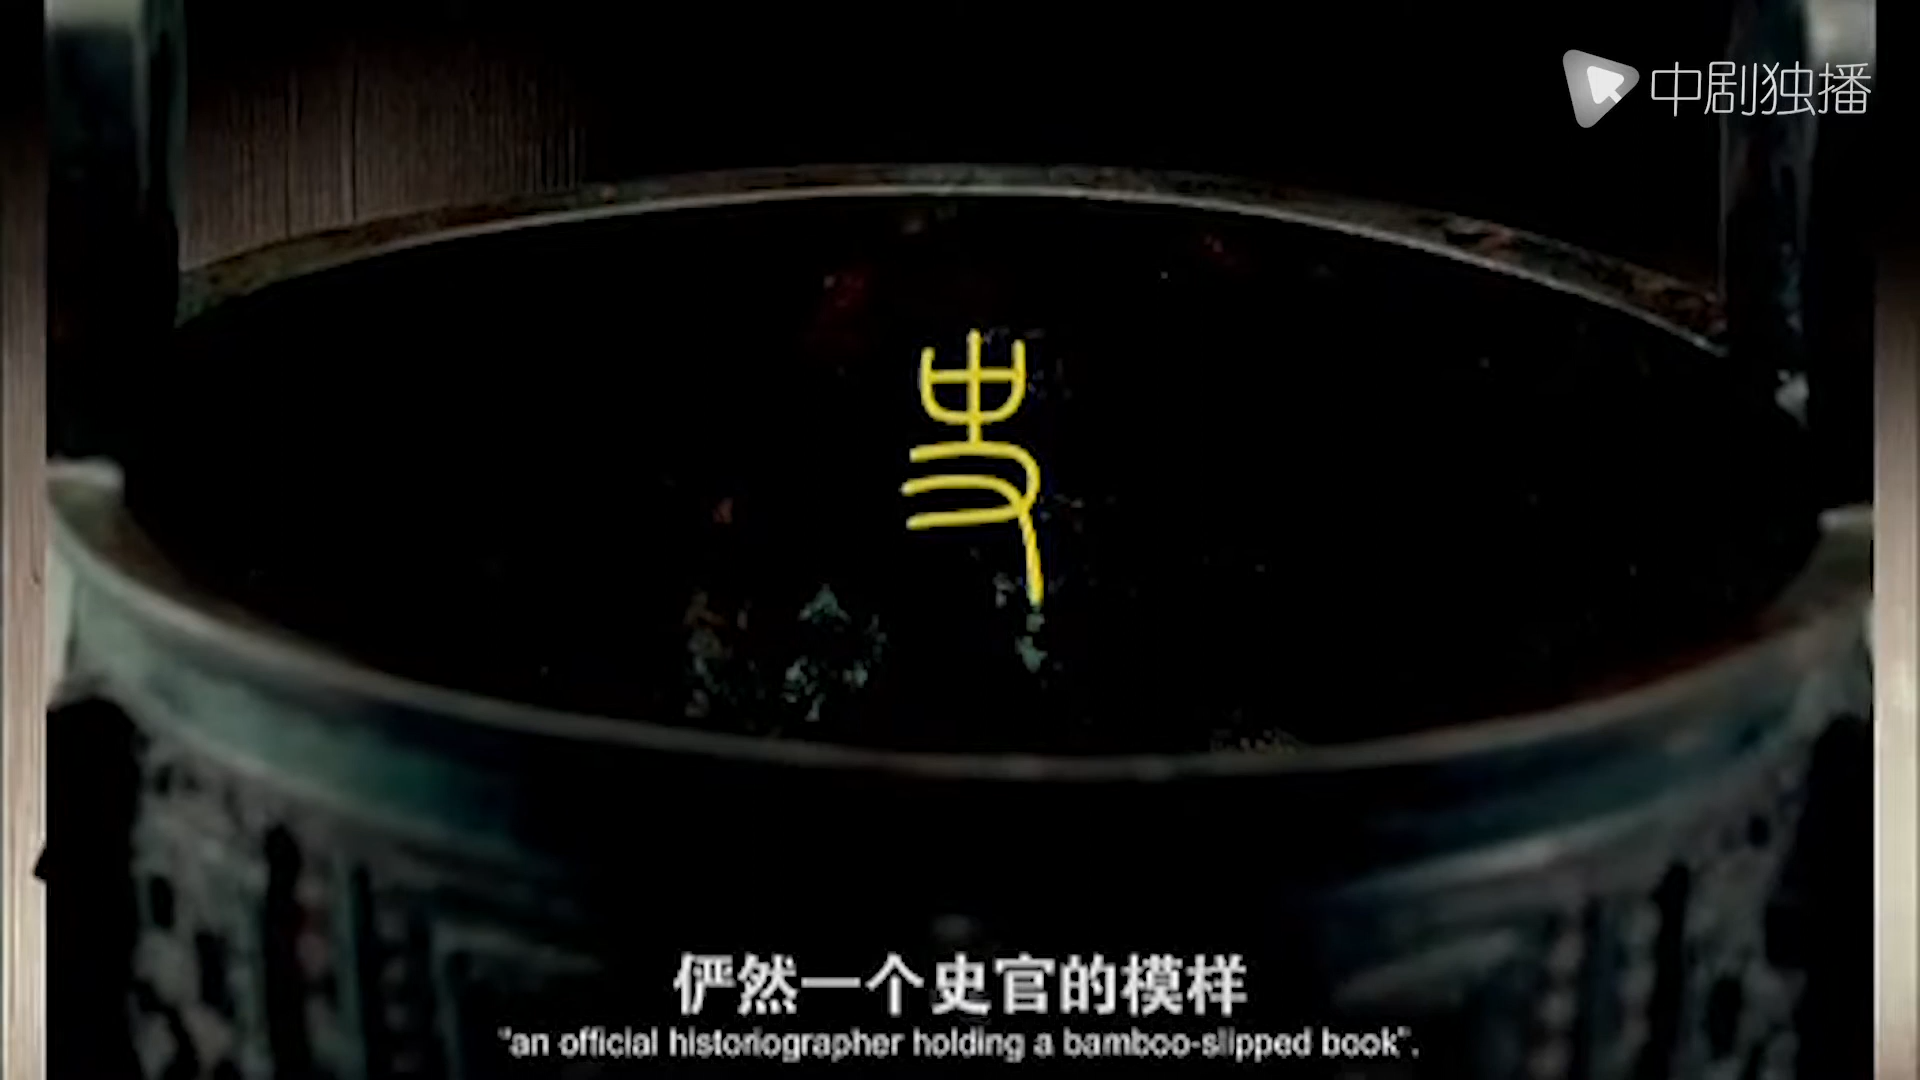 中剧独播
史
俨然一个史官的模样
"an official historiographer holding a bamboo-slipped book".